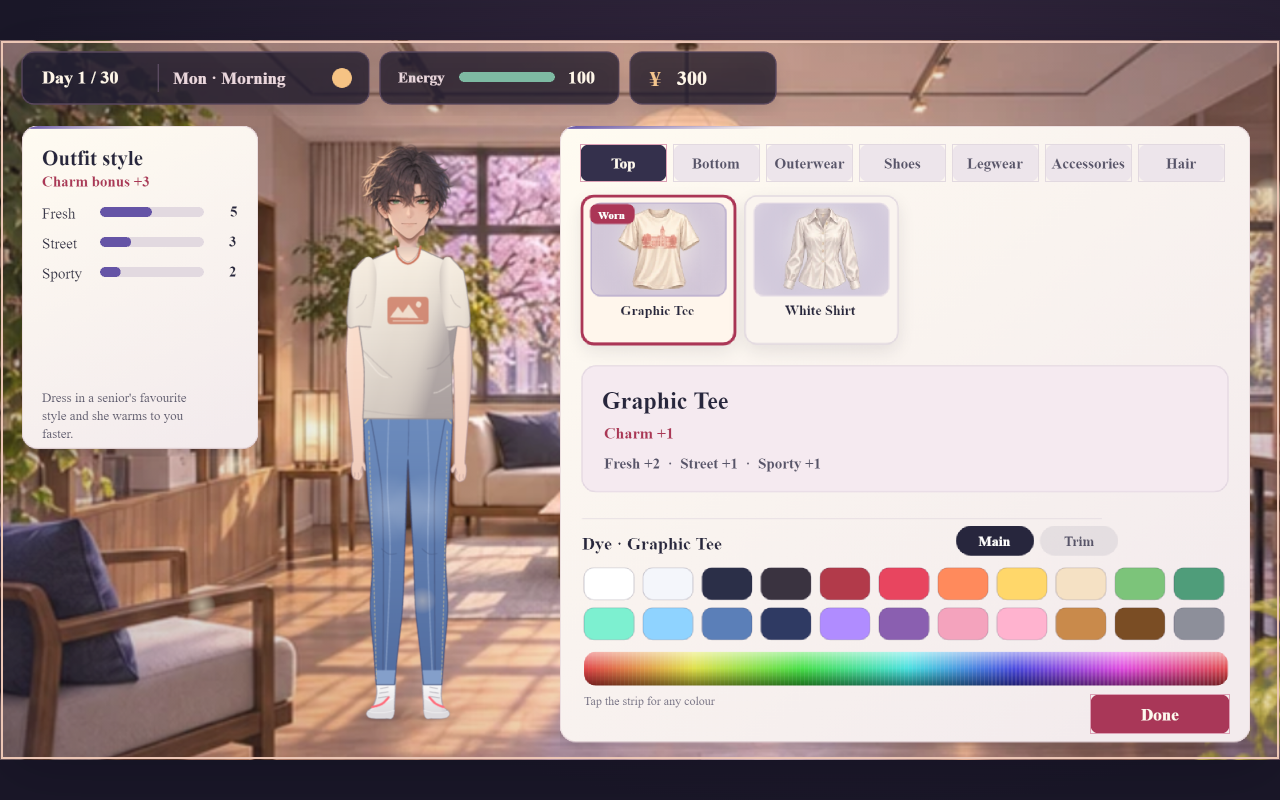 Day 1 / 30
Mon · Morning
Energy
100
¥ 300
Outfit style
Charm bonus +3
Fresh 5
Street 3
Sporty 2
Dress in a senior's favourite
style and she warms to you
faster.
Top
Bottom
Outerwear
Shoes
Legwear
Accessories
Hair
Worn
Graphic Tee
White Shirt
Graphic Tee
Charm +1
Fresh +2 · Street +1 · Sporty +1
Dye · Graphic Tee
Main
Trim
Tap the strip for any colour
Done